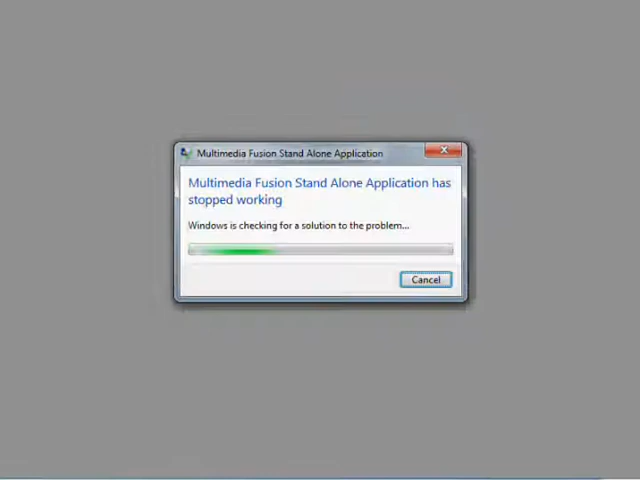 Multimedia Fusion Stand Alone Application
Multimedia Fusion Stand Alone Application has
stopped working
Windows is checking for a solution to the problem...
Cancel